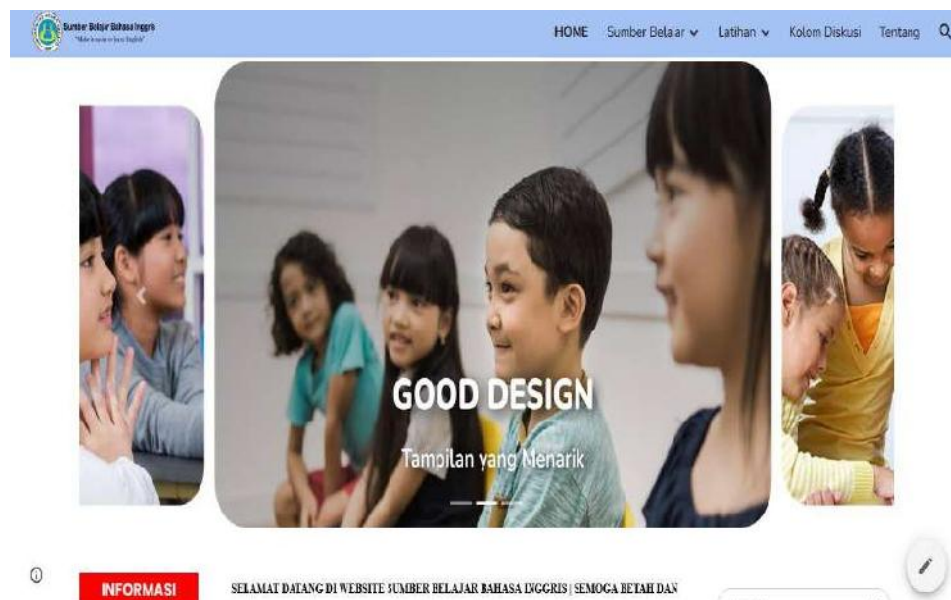 Sumber Belajar Bahasa Inggris
HOME Sumber Belajar Latihan Kolom Diskusi Tentang
GOOD DESIGN
Tampilan yang Menarik
INFORMASI
SELAMAT DATANG DI WEBSITE SUMBER BELAJAR BAHASA INGGRIS | SEMOGA BETAH DAN